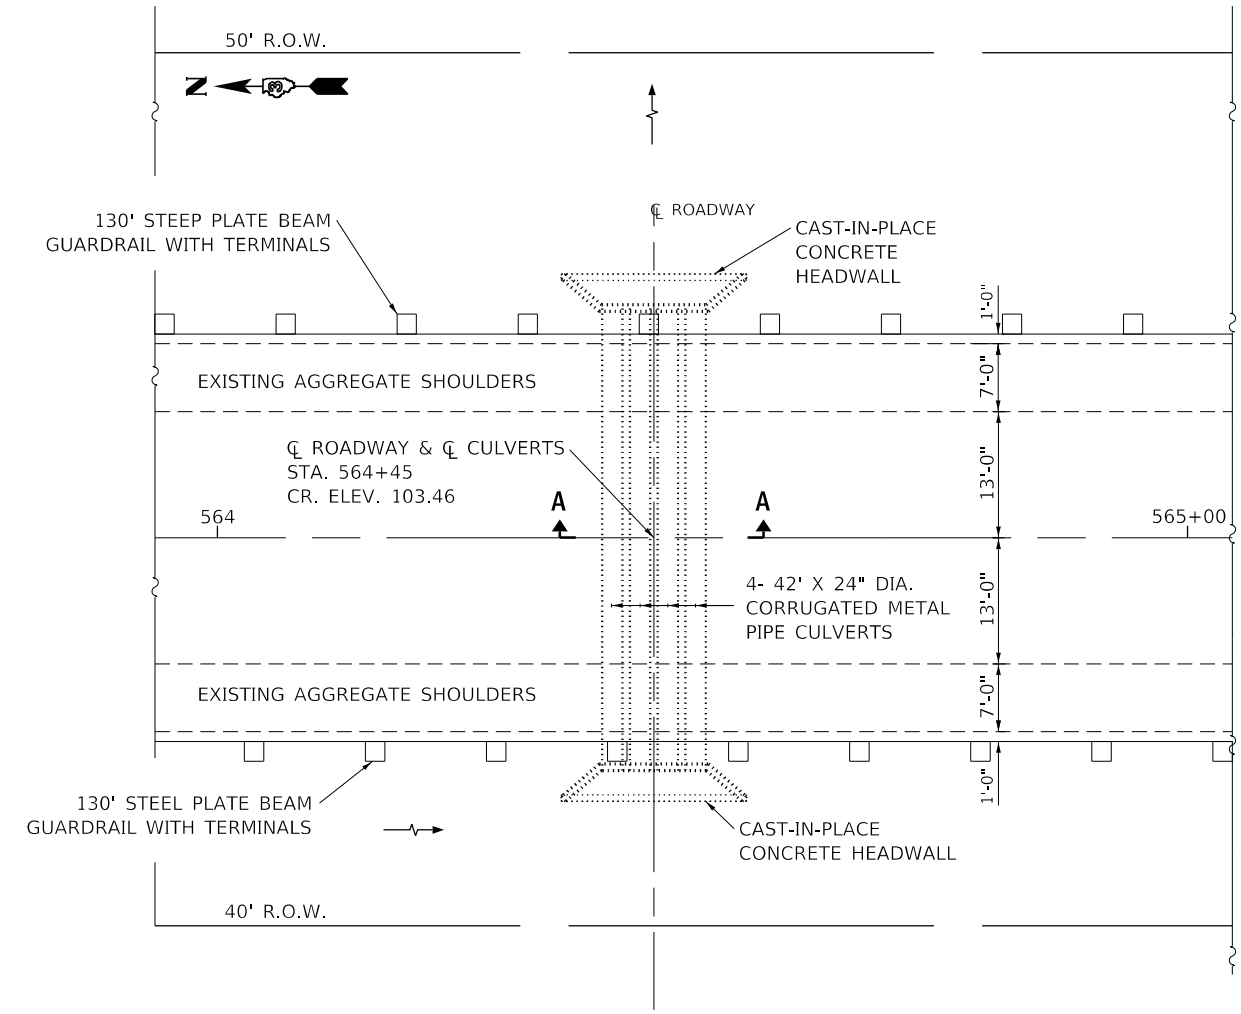 50' R.O.W.
N
3
℄ ROADWAY
130' STEEP PLATE BEAM
GUARDRAIL WITH TERMINALS
CAST-IN-PLACE
CONCRETE
HEADWALL
1'-0"
EXISTING AGGREGATE SHOULDERS
7'-0"
℄ ROADWAY & ℄ CULVERTS
STA. 564+45
CR. ELEV. 103.46
13'-0"
A
A
564
565+00
4- 42' X 24" DIA.
CORRUGATED METAL
PIPE CULVERTS
13'-0"
EXISTING AGGREGATE SHOULDERS
7'-0"
1'-0"
130' STEEL PLATE BEAM
GUARDRAIL WITH TERMINALS
CAST-IN-PLACE
CONCRETE HEADWALL
40' R.O.W.